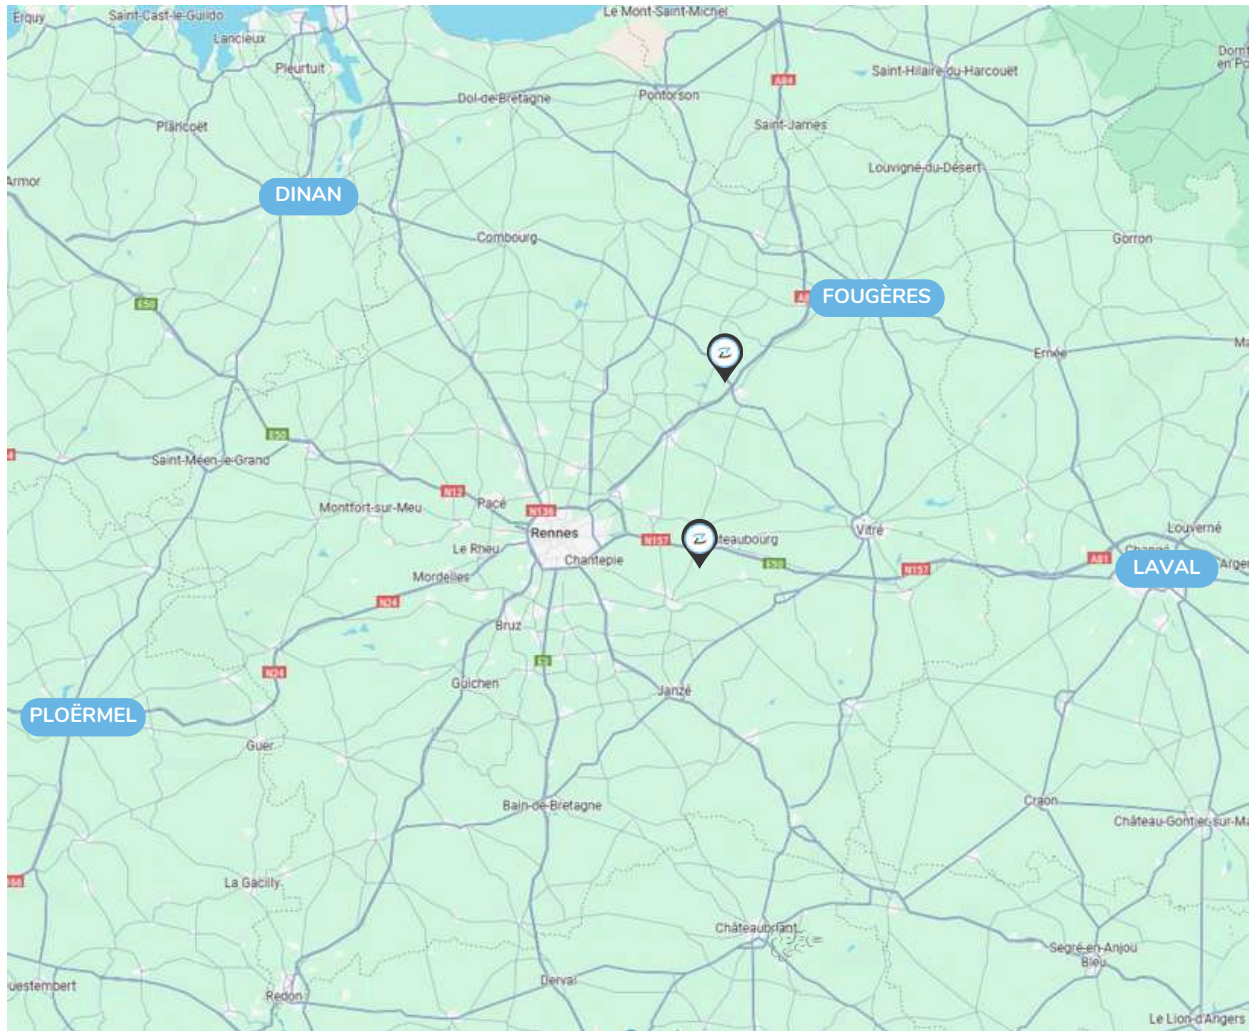 Erquy
Saint-Cast-le-Guildo
Le Mont-Saint-Michel
Lancieux
Pleurtuit
Saint-Hilaire-du-Harcouët
A84
Dol-de-Bretagne
Pontorson
Plancoët
Saint-James
Louvigné-du-Désert
Armor
DINAN
Combourg
Gorron
E50
FOUGÈRES
Ernée
E50
Saint-Méen-le-Grand
N12
Pacé
Montfort-sur-Meu
N136
Rennes
N157
teaubourg
Vitré
Louverné
Le Rheu
Chantepie
E50
N157
A81
LAVAL
Mordelles
N24
Bruz
E3
N24
Guichen
Janzé
PLOËRMEL
Guer
Bain-de-Bretagne
Craon
Château-Gontier-sur-Ma
La Gacilly
Châteaubriant
Segré-en-Anjou
Bleu
Derval
uestembert
Redon
Le Lion-d'Angers